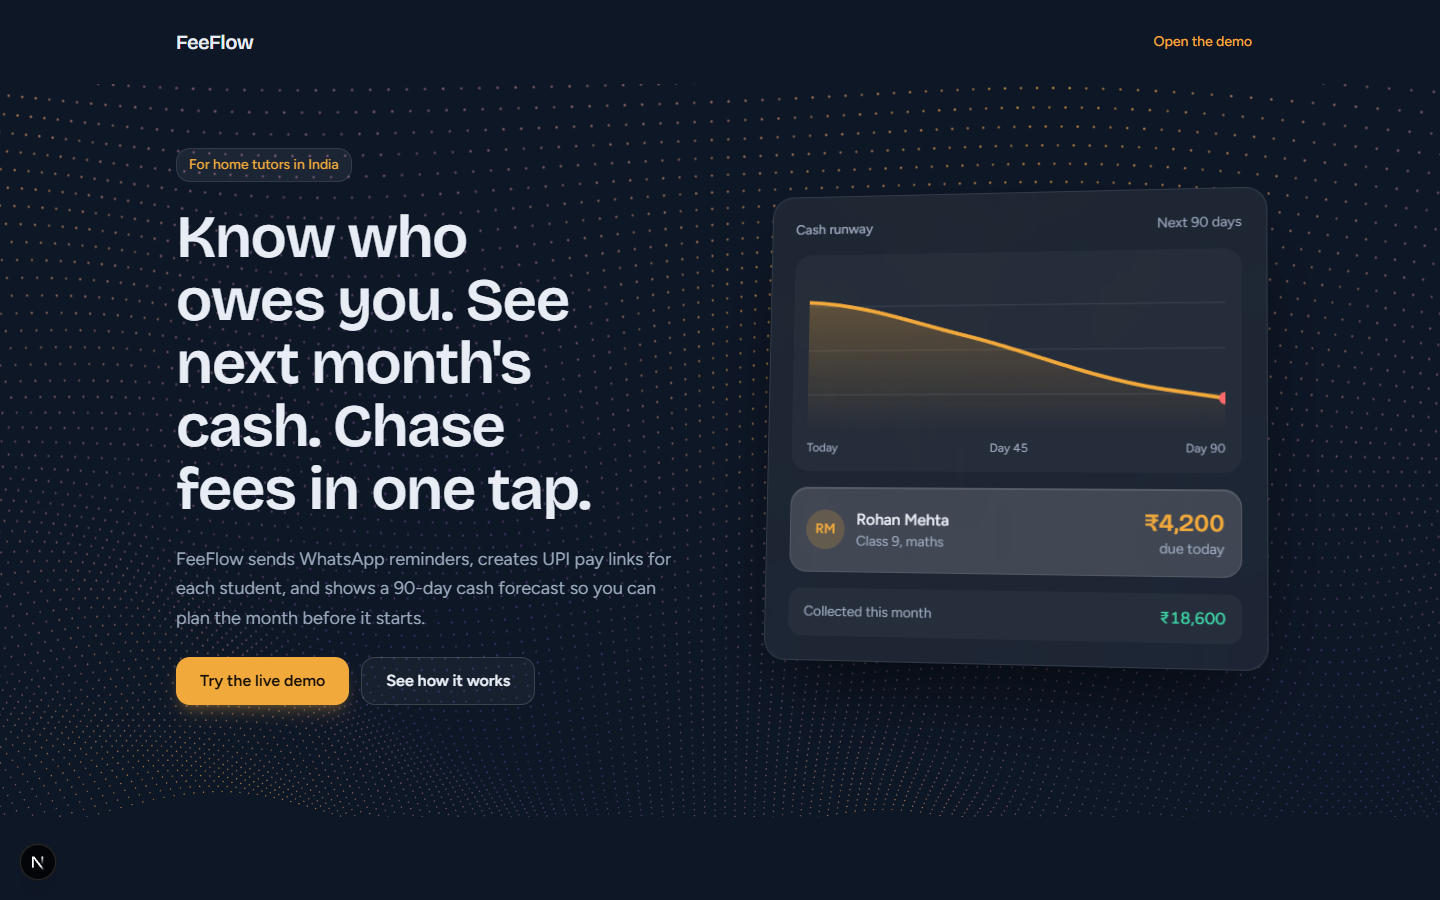 FeeFlow
Open the demo
For home tutors in India
Know who
owes you. See
next month's
cash. Chase
fees in one tap.
FeeFlow sends WhatsApp reminders, creates UPI pay links for
each student, and shows a 90-day cash forecast so you can
plan the month before it starts.
Try the live demo
See how it works
Cash runway
Next 90 days
Today
Day 45
Day 90
RM
Rohan Mehta
Class 9, maths
₹4,200
due today
Collected this month
₹18,600
N